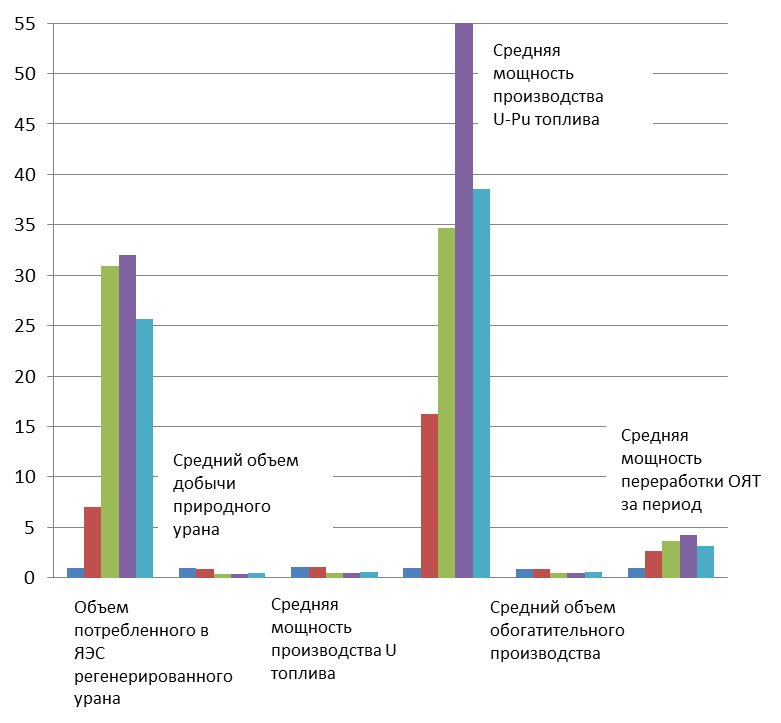 55
50
45
40
35
30
25
20
15
10
5
0
Средняя
мощность
производства
U-Pu топлива
Средняя
мощность
переработки ОЯТ
за период
Средний объем
добычи
природного
урана
Объем
потребленного в
ЯЭС
регенерированного
урана
Средняя
мощность
производства U
топлива
Средний объем
обогатительного
производства